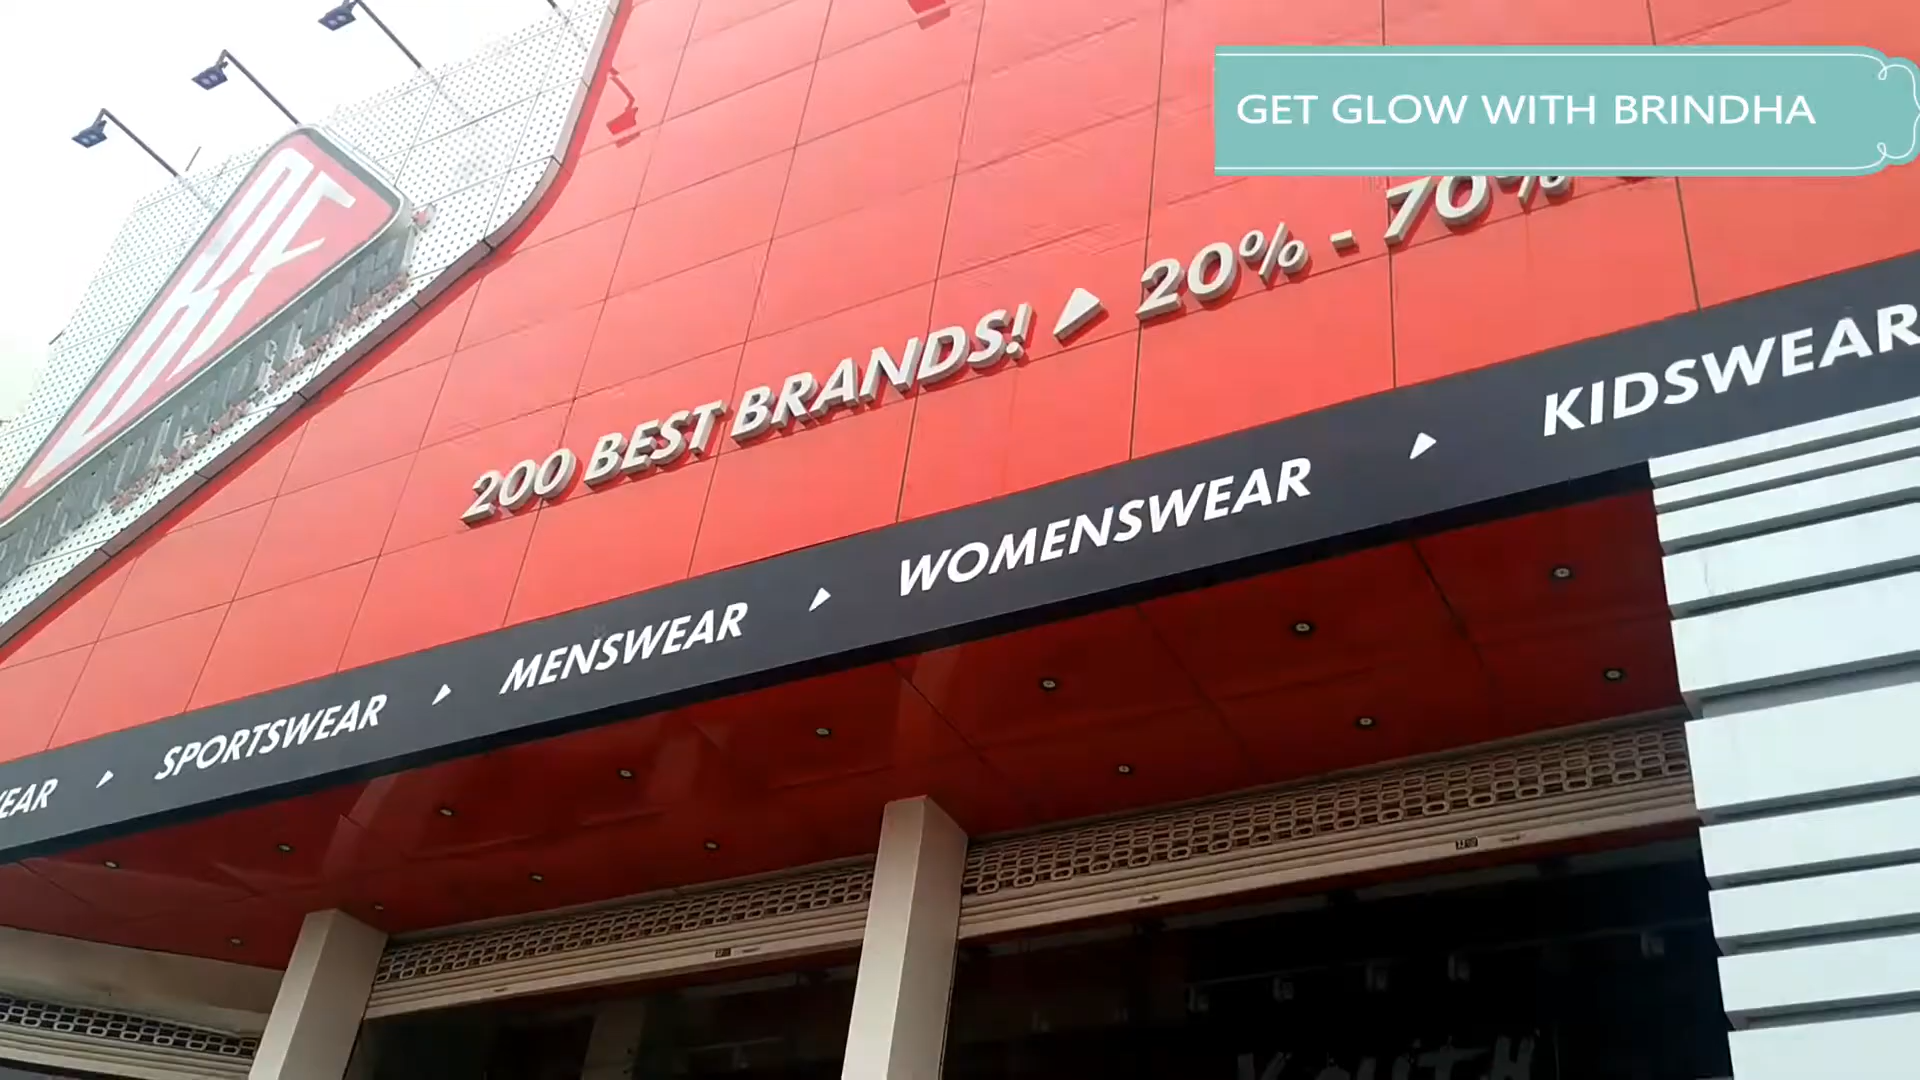 GET GLOW WITH BRINDHA
200 BEST BRANDS! 20% - 70%
EAR SPORTSWEAR MENSWEAR WOMENSWEAR KIDSWEAR